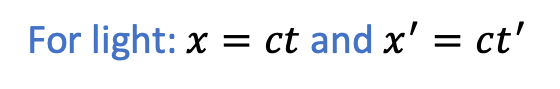 For light: x = ct and x′ = ct′